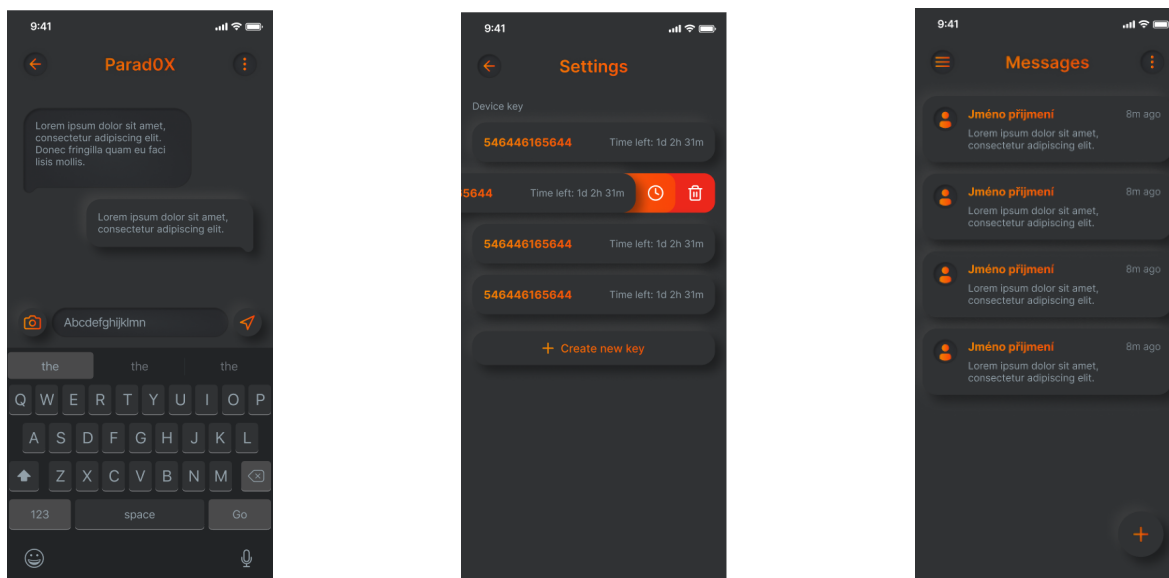 9:41
Parad0X
Lorem ipsum dolor sit amet,
consectetur adipiscing elit.
Donec fringilla quam eu faci
lisis mollis.
Lorem ipsum dolor sit amet,
consectetur adipiscing elit.
Abcdefghijklmn
the the the
Q W E R T Y U I O P
A S D F G H J K L
Z X C V B N M
123 space Go
9:41
Settings
Device key
546446165644 Time left: 1d 2h 31m
5644 Time left: 1d 2h 31m
546446165644 Time left: 1d 2h 31m
546446165644 Time left: 1d 2h 31m
+ Create new key
9:41
Messages
Jméno přijmení 8m ago
Lorem ipsum dolor sit amet,
consectetur adipiscing elit.
Jméno přijmení 8m ago
Lorem ipsum dolor sit amet,
consectetur adipiscing elit.
Jméno přijmení 8m ago
Lorem ipsum dolor sit amet,
consectetur adipiscing elit.
Jméno přijmení 8m ago
Lorem ipsum dolor sit amet,
consectetur adipiscing elit.
+